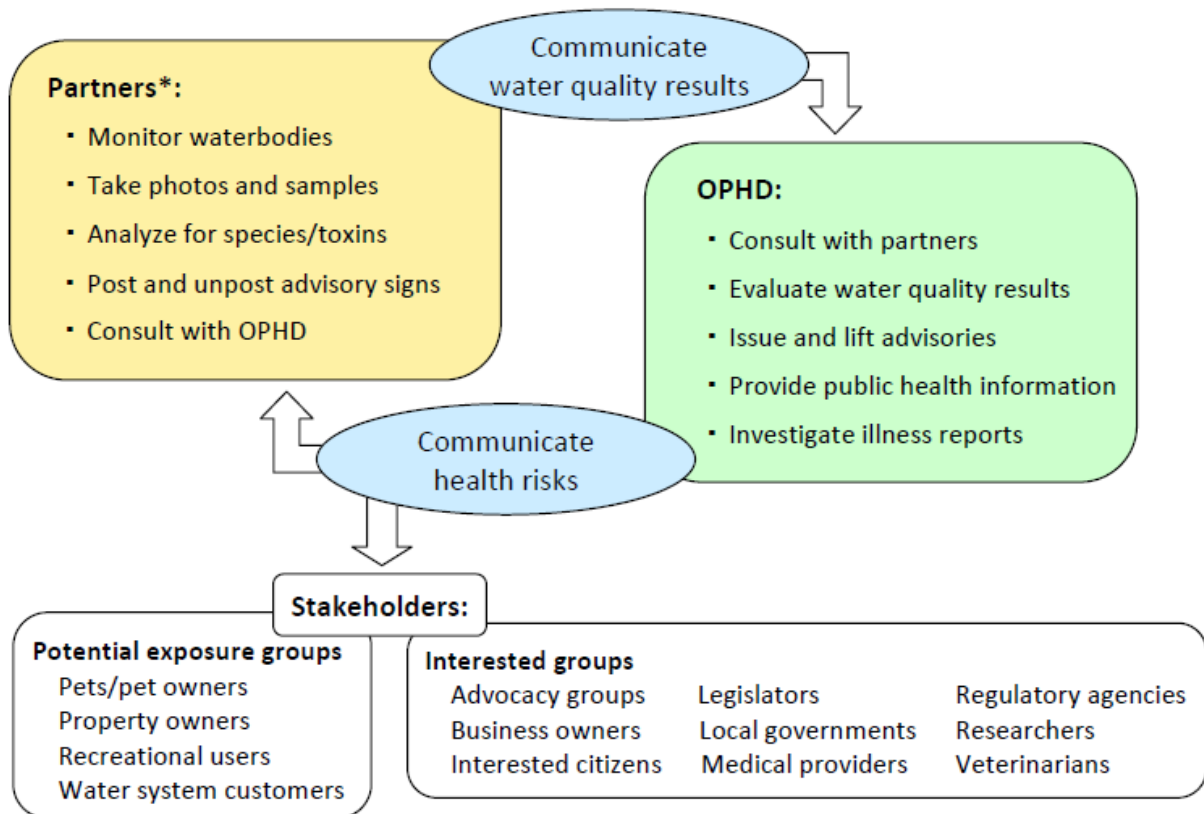 Communicate
water quality results
Partners*:
▪ Monitor waterbodies
▪ Take photos and samples
▪ Analyze for species/toxins
▪ Post and unpost advisory signs
▪ Consult with OPHD
OPHD:
▪ Consult with partners
▪ Evaluate water quality results
▪ Issue and lift advisories
▪ Provide public health information
▪ Investigate illness reports
Communicate
health risks
Stakeholders:
Potential exposure groups
Pets/pet owners
Property owners
Recreational users
Water system customers
Interested groups
Advocacy groups Legislators Regulatory agencies
Business owners Local governments Researchers
Interested citizens Medical providers Veterinarians